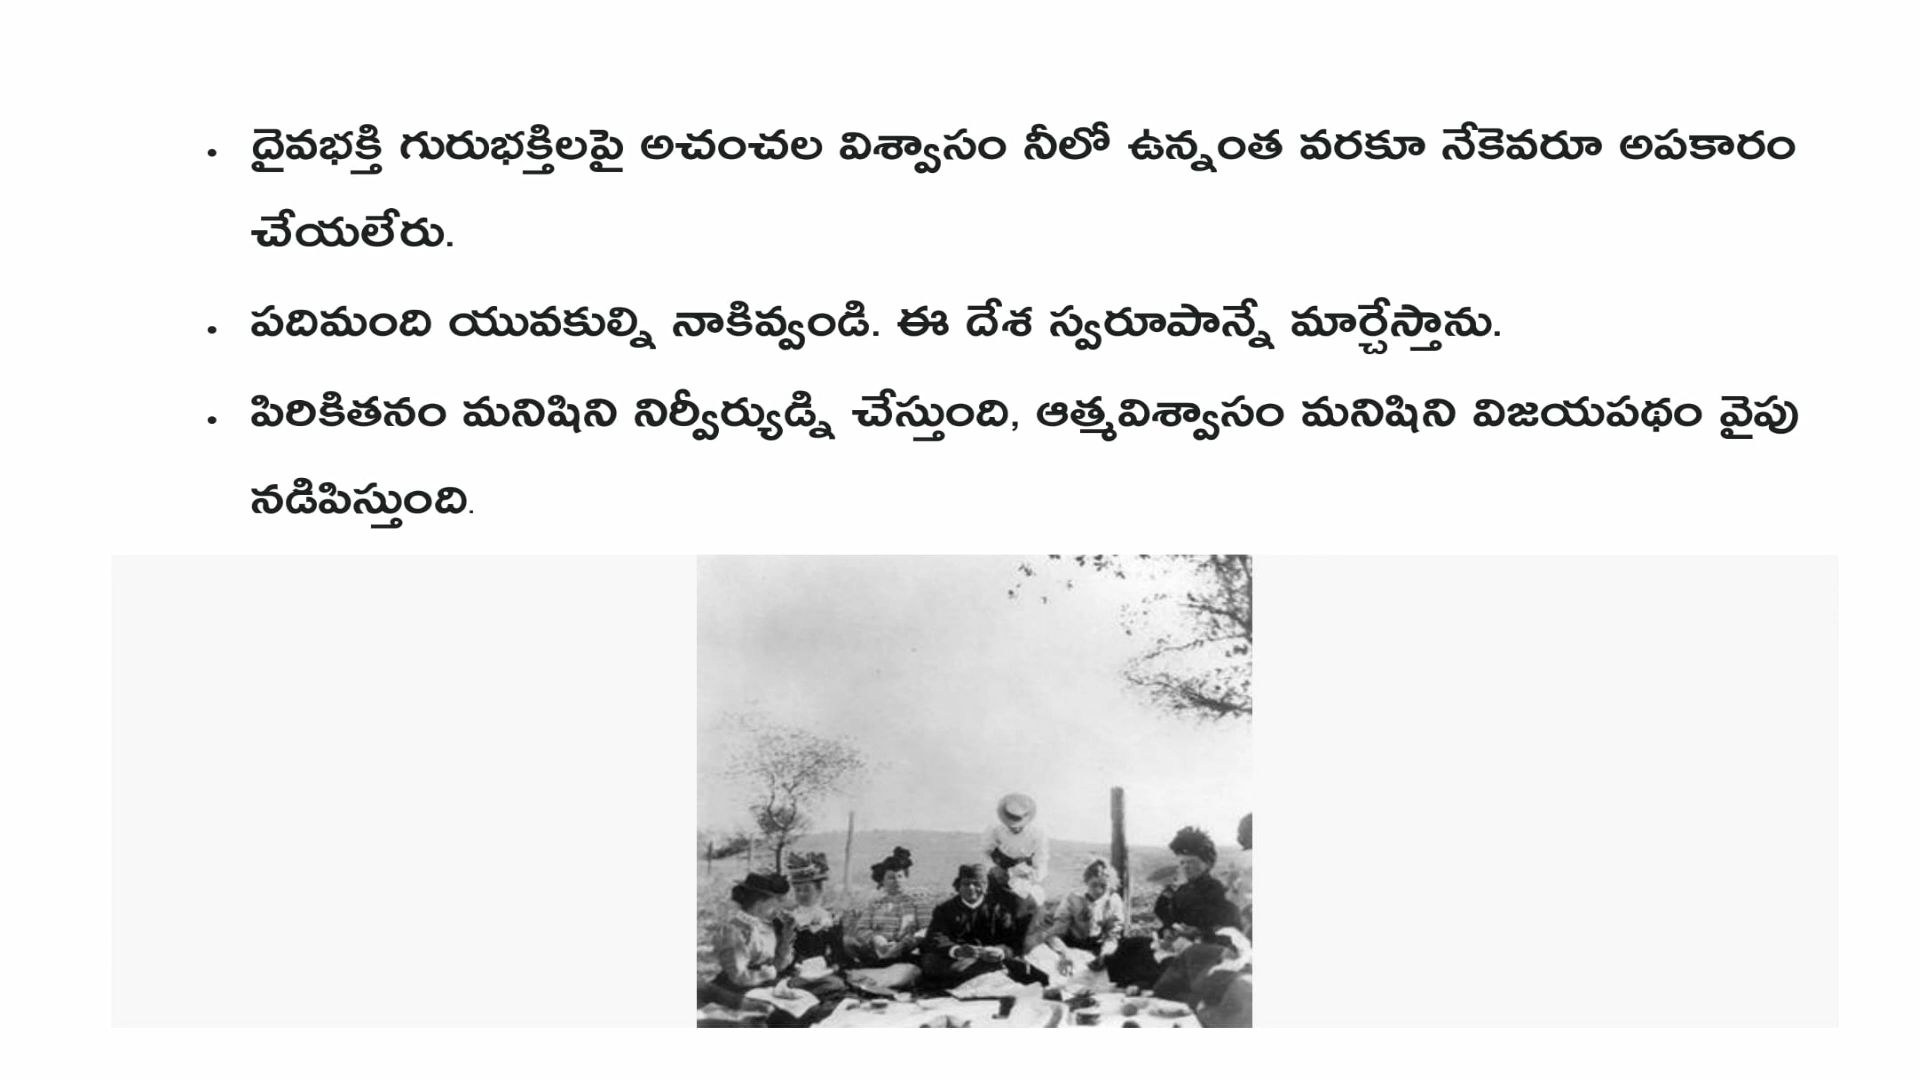 • దైవభక్తి గురుభక్తిలపై అచంచల విశ్వాసం నీలో ఉన్నంత వరకూ నేకెవరూ అపకారం
చేయలేరు.
• పదిమంది యువకుల్ని నాకివ్వండి. ఈ దేశ స్వరూపాన్నే మార్చేస్తాను.
• పిరికితనం మనిషిని నిర్వీర్యుడ్ని చేస్తుంది, ఆత్మవిశ్వాసం మనిషిని విజయపథం వైపు
నడిపిస్తుంది.